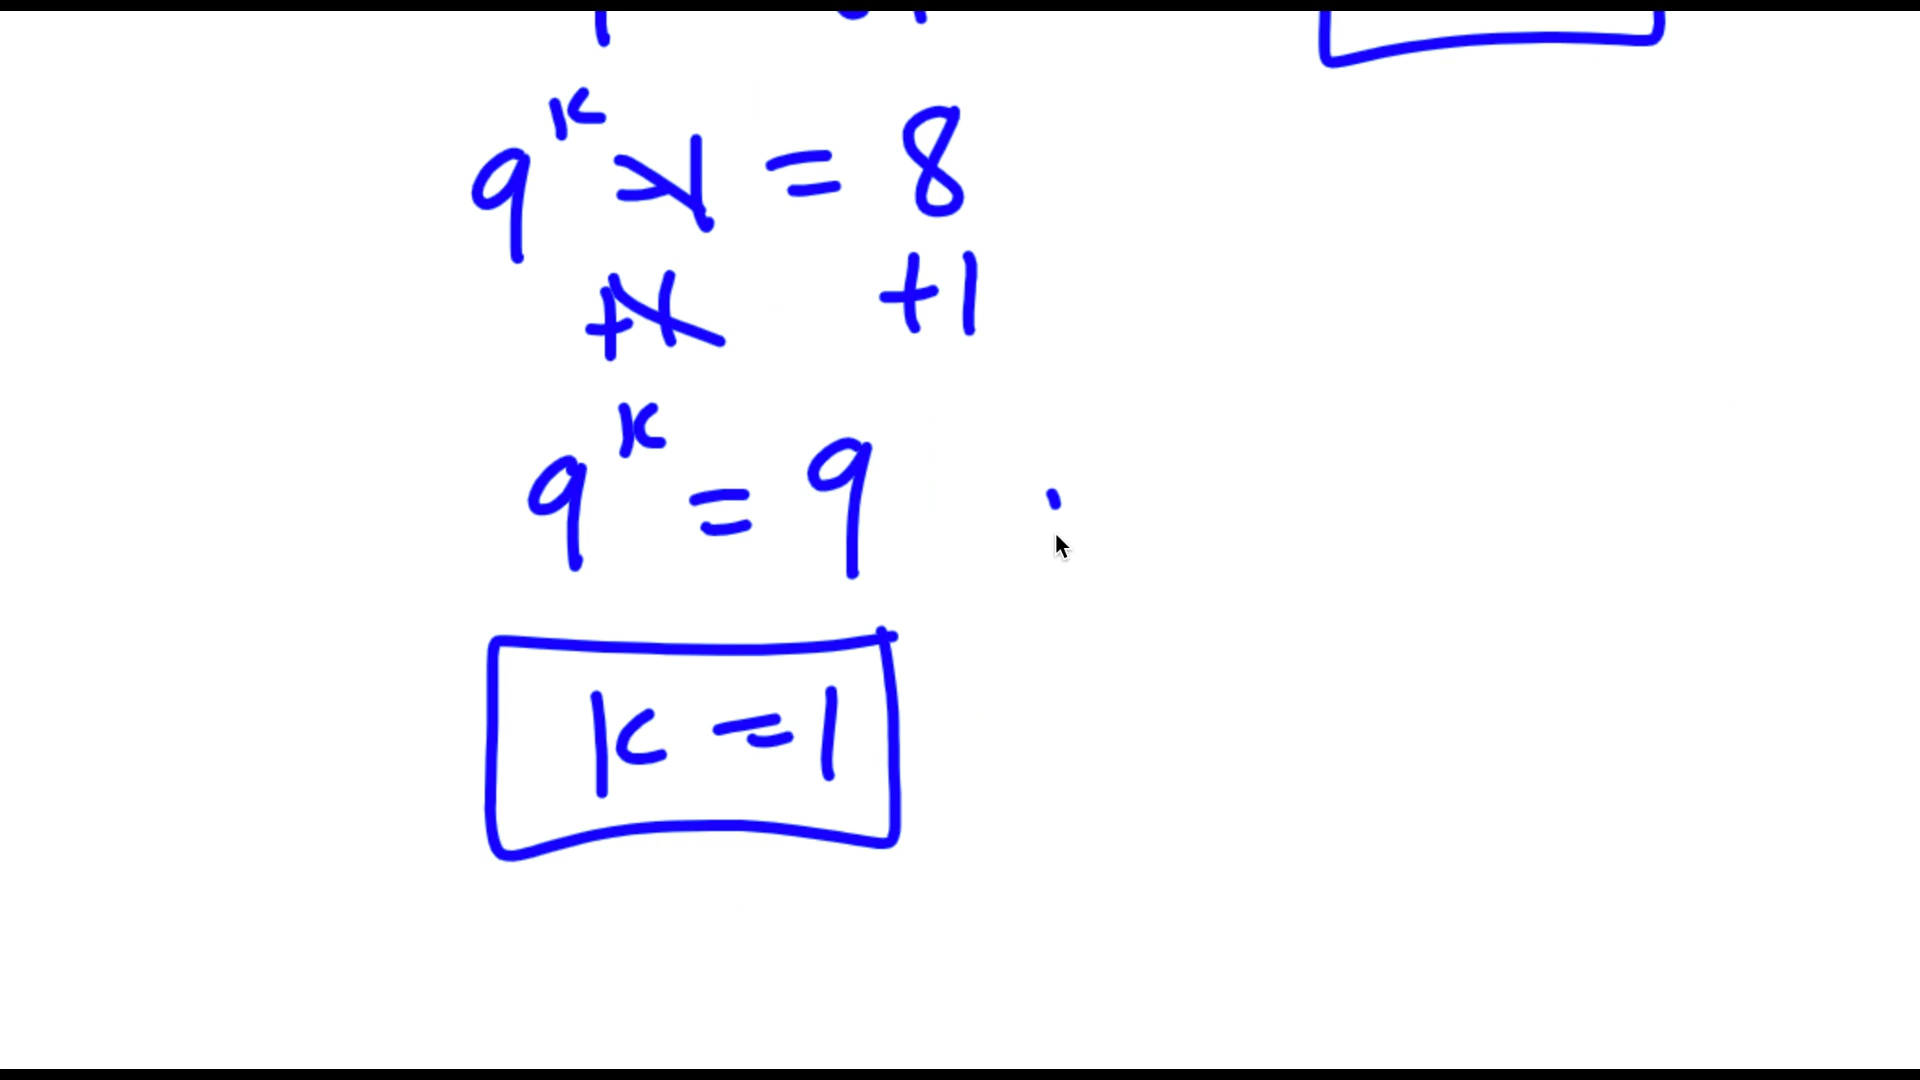 9^k - 1 = 8
+1 +1
9^k = 9
k = 1